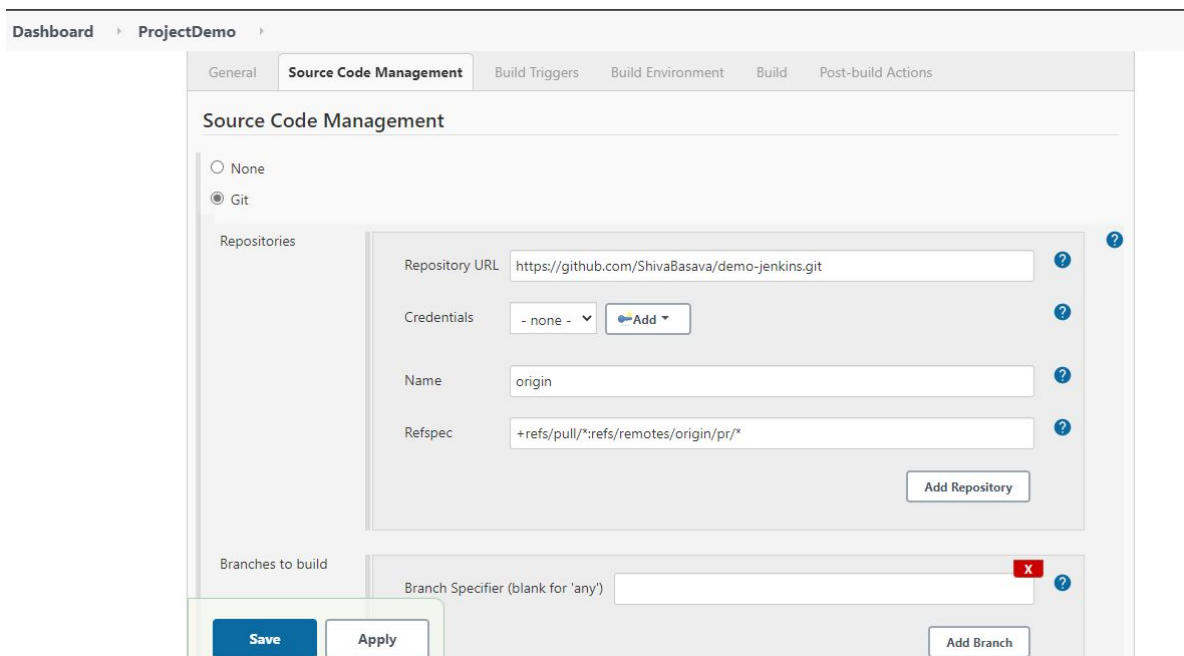 Dashboard ProjectDemo
General Source Code Management Build Triggers Build Environment Build Post-build Actions
Source Code Management
None
Git
Repositories
Repository URL https://github.com/ShivaBasava/demo-jenkins.git
Credentials - none - Add
Name origin
Refspec +refs/pull/*:refs/remotes/origin/pr/*
Add Repository
Branches to build
X
Branch Specifier (blank for 'any')
Save Apply Add Branch